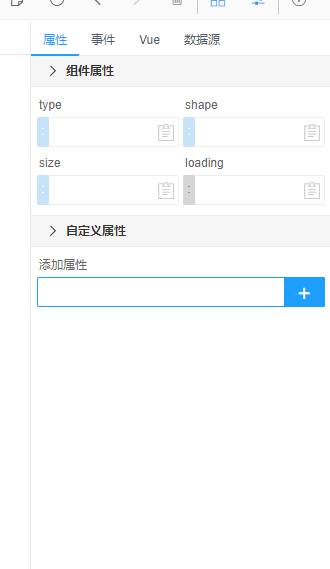 属性 事件 Vue 数据源
组件属性
type shape
: :
size loading
: :
自定义属性
添加属性